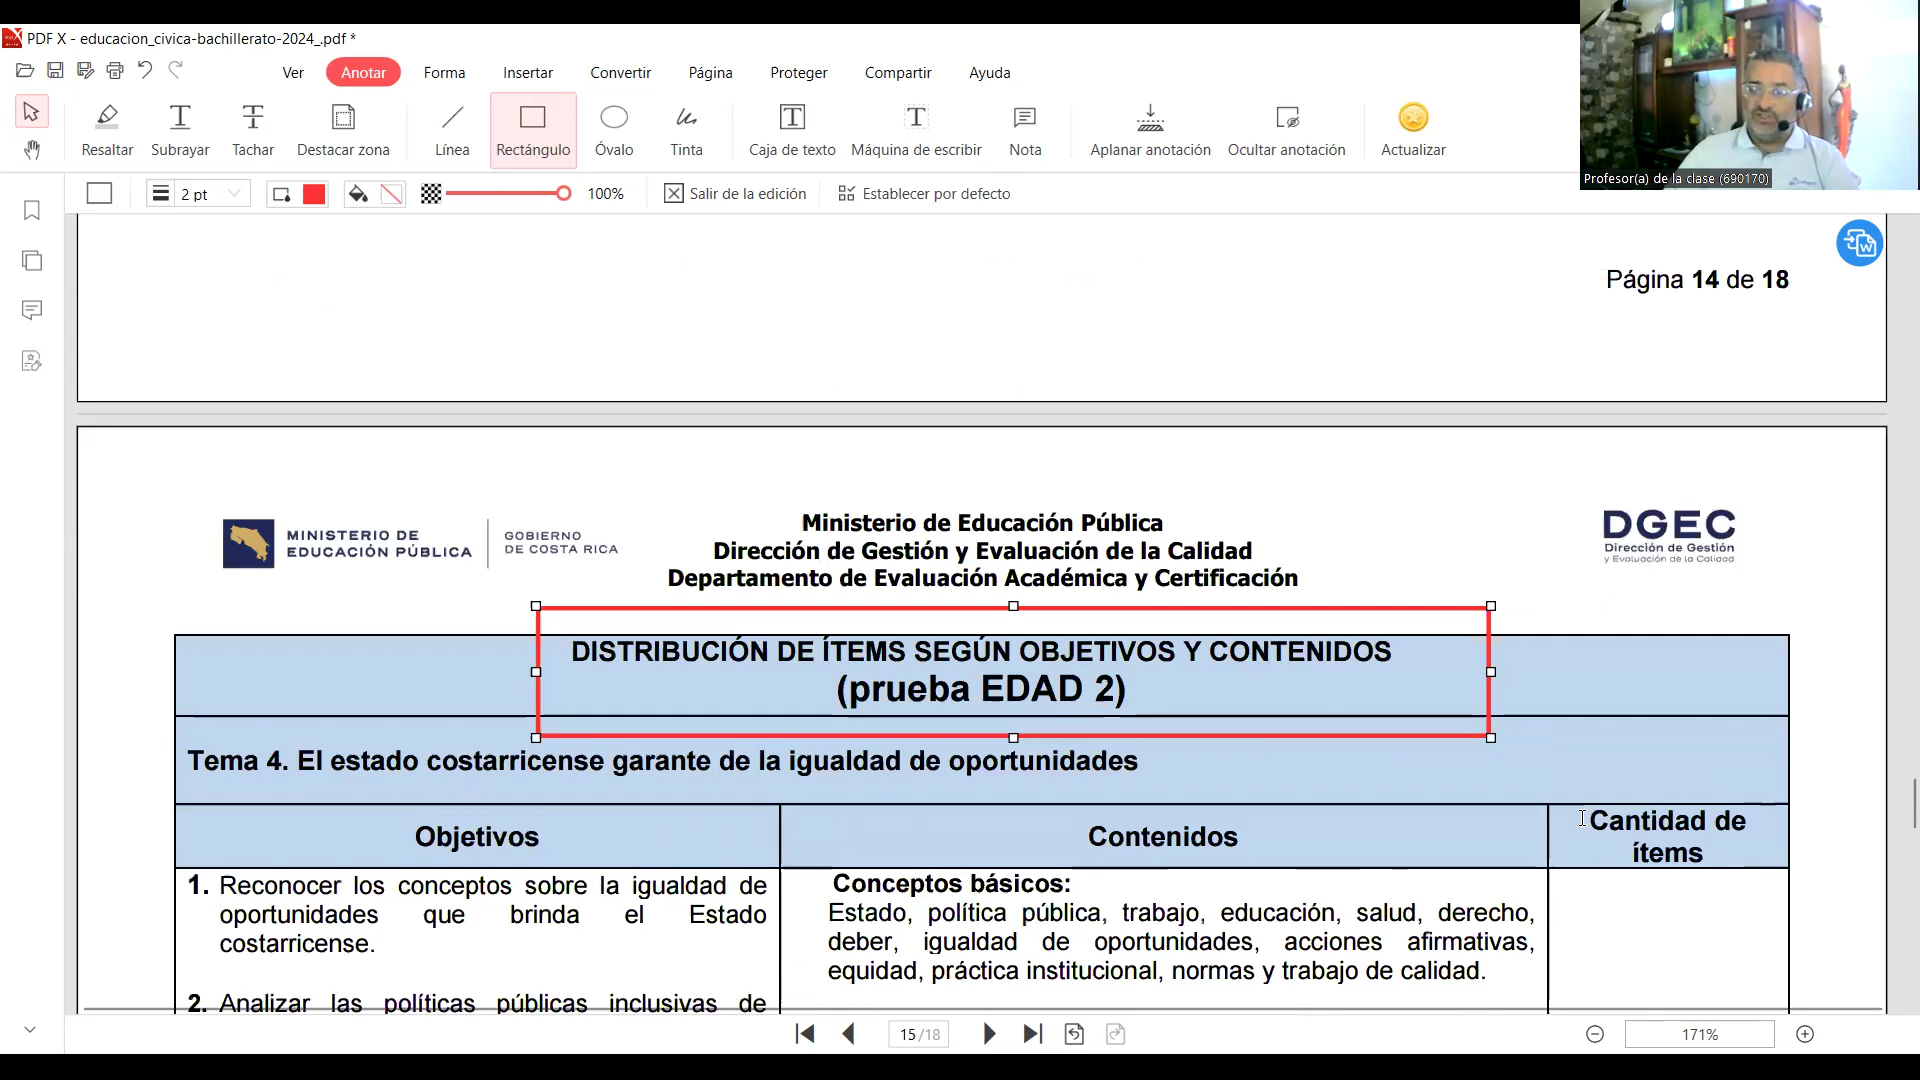 PDF X - educacion_civica-bachillerato-2024_.pdf *
Ver
Anotar
Forma
Insertar
Convertir
Página
Proteger
Compartir
Ayuda
Resaltar
Subrayar
Tachar
Destacar zona
Línea
Rectángulo
Óvalo
Tinta
Caja de texto
Máquina de escribir
Nota
Aplanar anotación
Ocultar anotación
Actualizar
Profesor(a) de la clase (690170)
2 pt
100%
Salir de la edición
Establecer por defecto
Página 14 de 18
MINISTERIO DE
EDUCACIÓN PÚBLICA
GOBIERNO
DE COSTA RICA
Ministerio de Educación Pública
Dirección de Gestión y Evaluación de la Calidad
Departamento de Evaluación Académica y Certificación
DGEC
Dirección de Gestión
y Evaluación de la Calidad
DISTRIBUCIÓN DE ÍTEMS SEGÚN OBJETIVOS Y CONTENIDOS
(prueba EDAD 2)
Tema 4. El estado costarricense garante de la igualdad de oportunidades
Objetivos
Contenidos
Cantidad de
ítems
1. Reconocer los conceptos sobre la igualdad de
oportunidades que brinda el Estado
costarricense.
2. Analizar las políticas públicas inclusivas de
Conceptos básicos:
Estado, política pública, trabajo, educación, salud, derecho,
deber, igualdad de oportunidades, acciones afirmativas,
equidad, práctica institucional, normas y trabajo de calidad.
15/18
171%